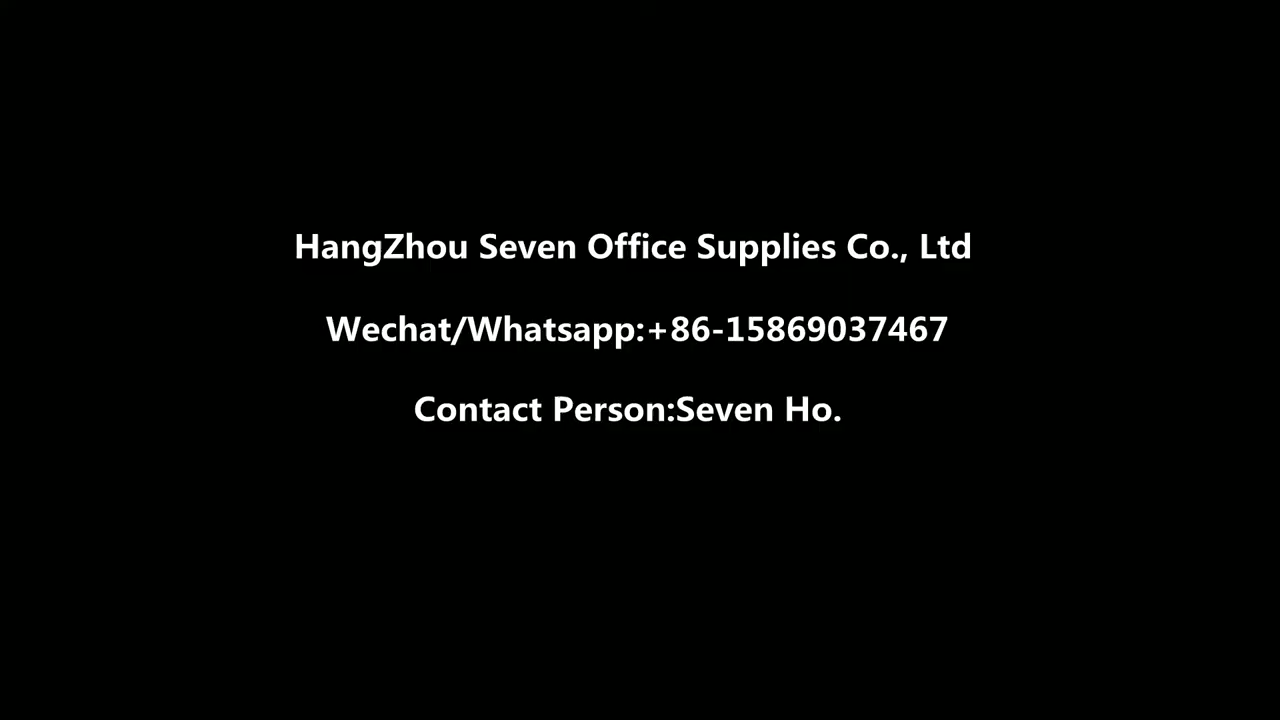 HangZhou Seven Office Supplies Co., Ltd
Wechat/Whatsapp:+86-15869037467
Contact Person:Seven Ho.